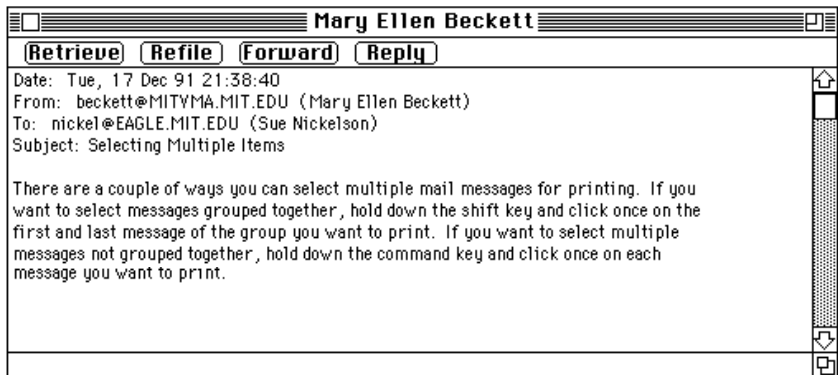 Mary Ellen Beckett
Retrieve Refile Forward Reply
Date: Tue, 17 Dec 91 21:38:40
From: beckett@MITVMA.MIT.EDU (Mary Ellen Beckett)
To: nickel@EAGLE.MIT.EDU (Sue Nickelson)
Subject: Selecting Multiple Items
There are a couple of ways you can select multiple mail messages for printing. If you
want to select messages grouped together, hold down the shift key and click once on the
first and last message of the group you want to print. If you want to select multiple
messages not grouped together, hold down the command key and click once on each
message you want to print.